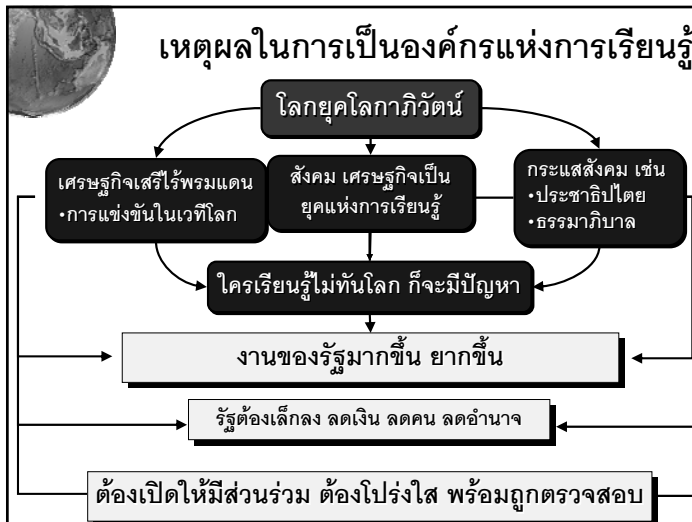 เหตุผลในการเป็นองค์กรแห่งการเรียนรู้
โลกยุคโลกาภิวัตน์
เศรษฐกิจเสรีไร้พรมแดน
•การแข่งขันในเวทีโลก
สังคม เศรษฐกิจเป็น
ยุคแห่งการเรียนรู้
กระแสสังคม เช่น
•ประชาธิปไตย
•ธรรมาภิบาล
ใครเรียนรู้ไม่ทันโลก ก็จะมีปัญหา
งานของรัฐมากขึ้น ยากขึ้น
รัฐต้องเล็กลง ลดเงิน ลดคน ลดอำนาจ
ต้องเปิดให้มีส่วนร่วม ต้องโปร่งใส พร้อมถูกตรวจสอบ